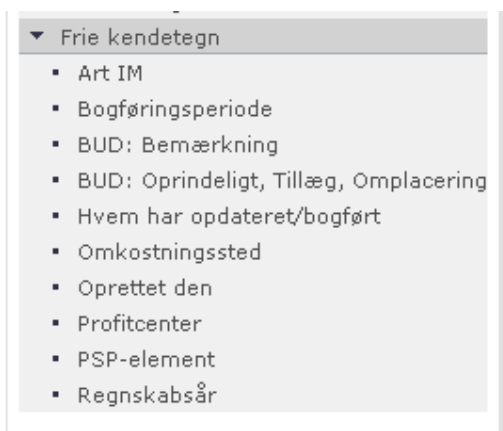 Frie kendetegn
Art IM
Bogføringsperiode
BUD: Bemærkning
BUD: Oprindeligt, Tillæg, Omplacering
Hvem har opdateret/bogført
Omkostningssted
Oprettet den
Profitcenter
PSP-element
Regnskabsår